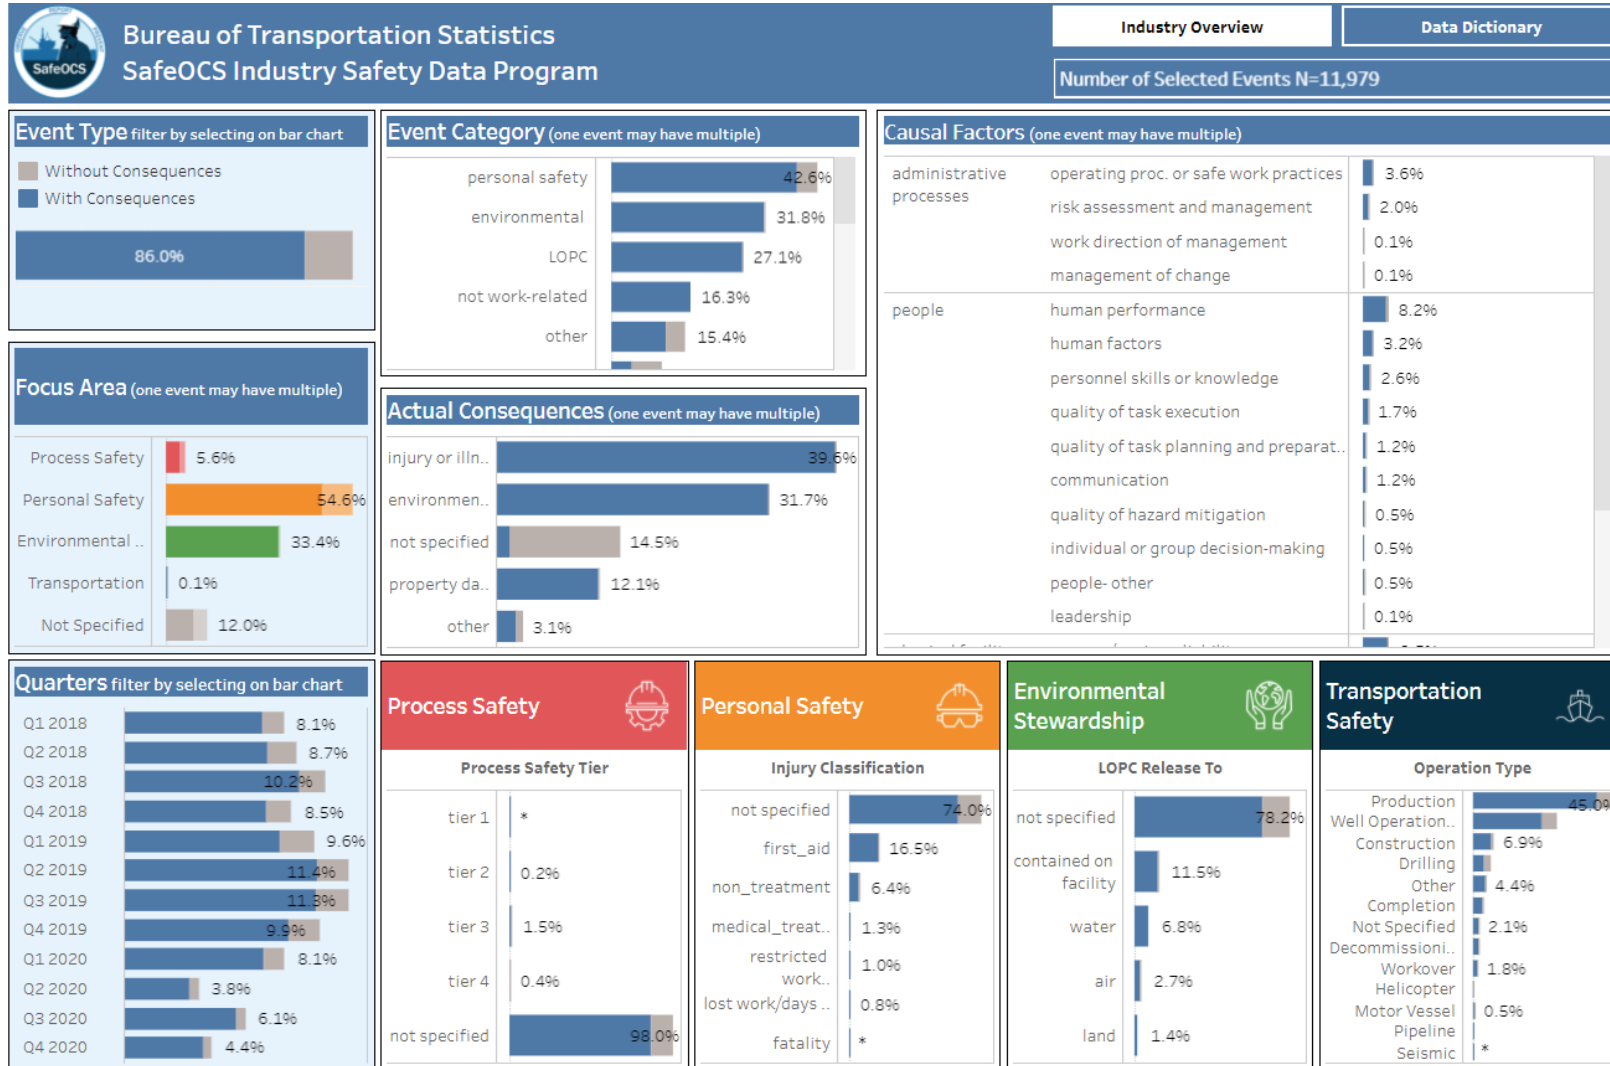 SafeOCS
Bureau of Transportation Statistics
SafeOCS Industry Safety Data Program
Industry Overview
Data Dictionary
Number of Selected Events N=11,979
Event Type filter by selecting on bar chart
Without Consequences
With Consequences
86.0%
Focus Area (one event may have multiple)
Process Safety 5.6%
Personal Safety 54.6%
Environmental .. 33.4%
Transportation 0.1%
Not Specified 12.0%
Event Category (one event may have multiple)
personal safety 42.6%
environmental 31.8%
LOPC 27.1%
not work-related 16.3%
other 15.4%
Actual Consequences (one event may have multiple)
injury or illn.. 39.6%
environmen.. 31.7%
not specified 14.5%
property da.. 12.1%
other 3.1%
Causal Factors (one event may have multiple)
administrative
processes
operating proc. or safe work practices 3.6%
risk assessment and management 2.0%
work direction of management 0.1%
management of change 0.1%
people
human performance 8.2%
human factors 3.2%
personnel skills or knowledge 2.6%
quality of task execution 1.7%
quality of task planning and preparat.. 1.2%
communication 1.2%
quality of hazard mitigation 0.5%
individual or group decision-making 0.5%
people- other 0.5%
leadership 0.1%
Quarters filter by selecting on bar chart
Q1 2018 8.1%
Q2 2018 8.7%
Q3 2018 10.2%
Q4 2018 8.5%
Q1 2019 9.6%
Q2 2019 11.4%
Q3 2019 11.3%
Q4 2019 9.9%
Q1 2020 8.1%
Q2 2020 3.8%
Q3 2020 6.1%
Q4 2020 4.4%
Process Safety
Process Safety Tier
tier 1 *
tier 2 0.2%
tier 3 1.5%
tier 4 0.4%
not specified 98.0%
Personal Safety
Injury Classification
not specified 74.0%
first_aid 16.5%
non_treatment 6.4%
medical_treat.. 1.3%
restricted
work.. 1.0%
lost work/days .. 0.8%
fatality *
Environmental
Stewardship
LOPC Release To
not specified 78.2%
contained on
facility 11.5%
water 6.8%
air 2.7%
land 1.4%
Transportation
Safety
Operation Type
Production 45.0%
Well Operation..
Construction 6.9%
Drilling
Other 4.4%
Completion
Not Specified 2.1%
Decommissioni..
Workover 1.8%
Helicopter
Motor Vessel 0.5%
Pipeline
Seismic *